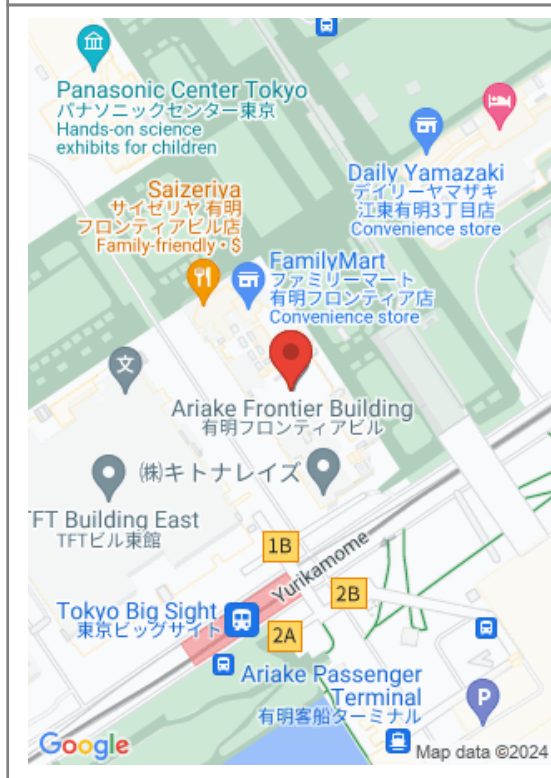 Panasonic Center Tokyo
パナソニックセンター東京
Hands-on science
exhibits for children
Daily Yamazaki
デイリーヤマザキ
江東有明3丁目店
Convenience store
Saizeriya
サイゼリヤ 有明
フロンティアビル店
Family-friendly • $
FamilyMart
ファミリーマート
有明フロンティア店
Convenience store
文
Ariake Frontier Building
有明フロンティアビル
(株)キトナレイズ
TFT Building East
TFTビル東館
1B
Yurikamome
2B
Tokyo Big Sight
東京ビッグサイト
2A
Ariake Passenger
Terminal
有明客船ターミナル
P
Google
Map data ©2024